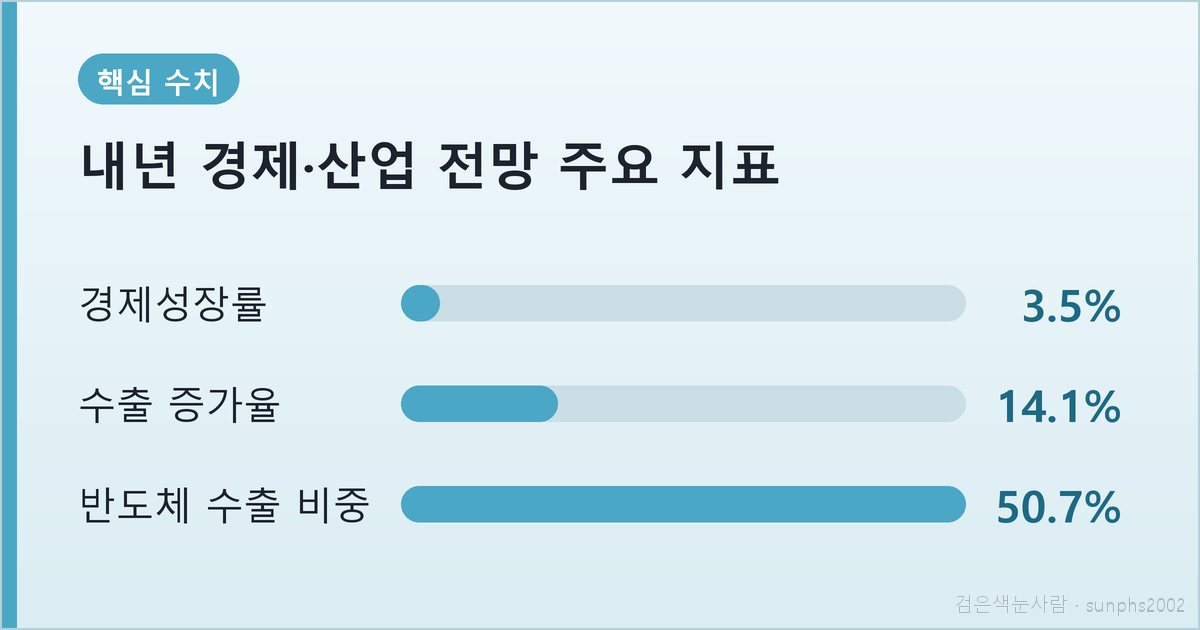 핵심 수치
내년 경제·산업 전망 주요 지표
경제성장률 3.5%
수출 증가율 14.1%
반도체 수출 비중 50.7%
검은색눈사람 · sunphs2002